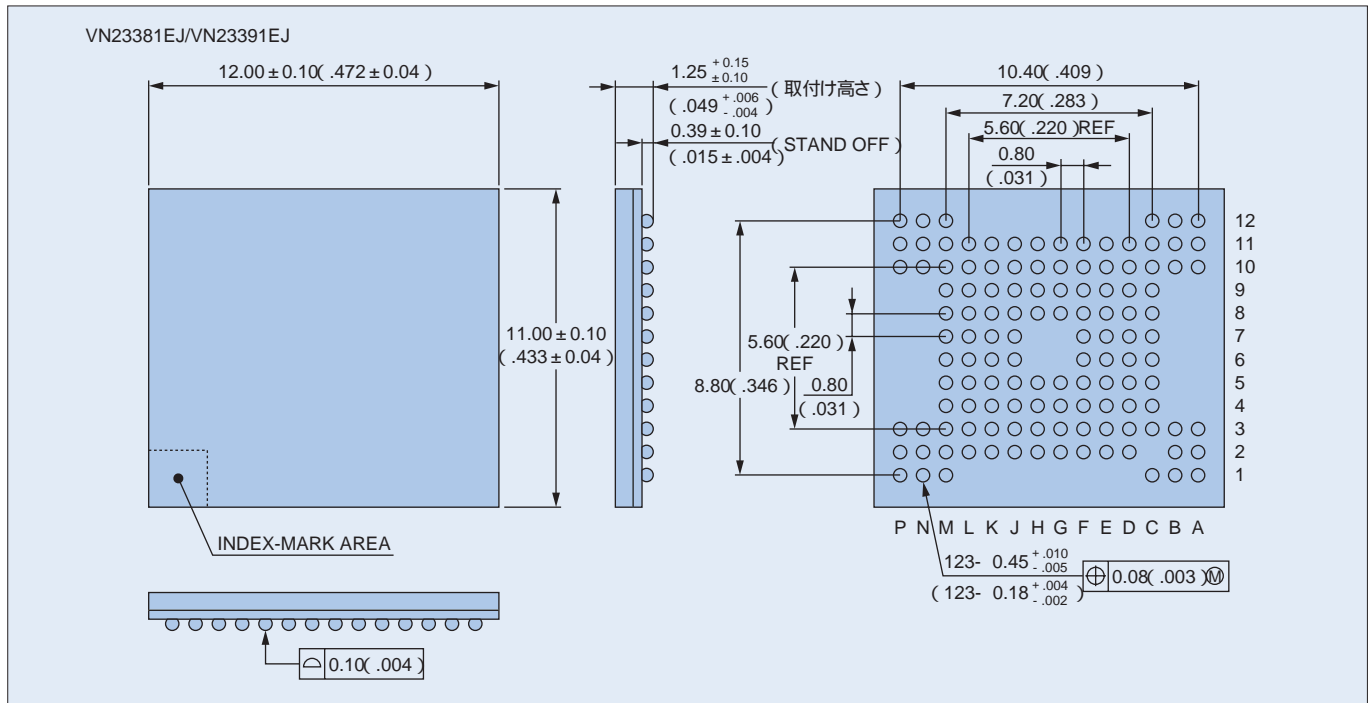 VN23381EJ/VN23391EJ
12.00±0.10( .472±0.04 )
1.25 +0.15 ±0.10
( .049 +.006 -.004 )
( 取付け高さ )
0.39±0.10
( .015±.004 )
( STAND OFF )
10.40( .409 )
7.20( .283 )
5.60( .220 )REF
0.80
( .031 )
11.00±0.10
( .433±0.04 )
5.60( .220 )
REF
8.80( .346 )
0.80
( .031 )
12
11
10
9
8
7
6
5
4
3
2
1
P N M L K J H G F E D C B A
INDEX-MARK AREA
123- 0.45 +.010 -.005
( 123- 0.18 +.004 -.002 )
⌖ 0.08( .003 )Ⓜ
⌓ 0.10( .004 )